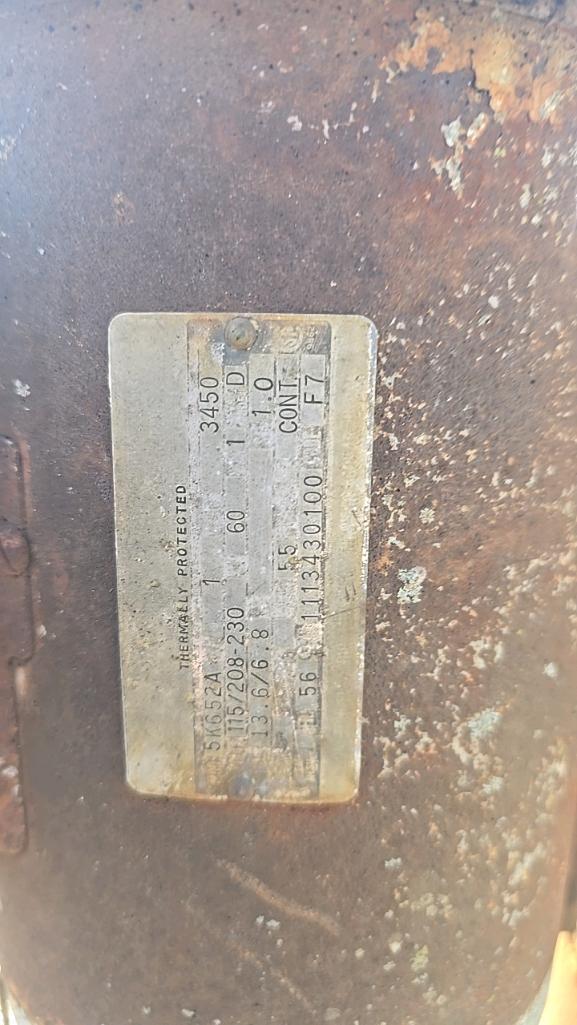 THERMALLY PROTECTED
5K652A 1 3450
115/208-230 60 1 D
13.6/6.8 1.0
55 CONT.
56 1113430100 F7